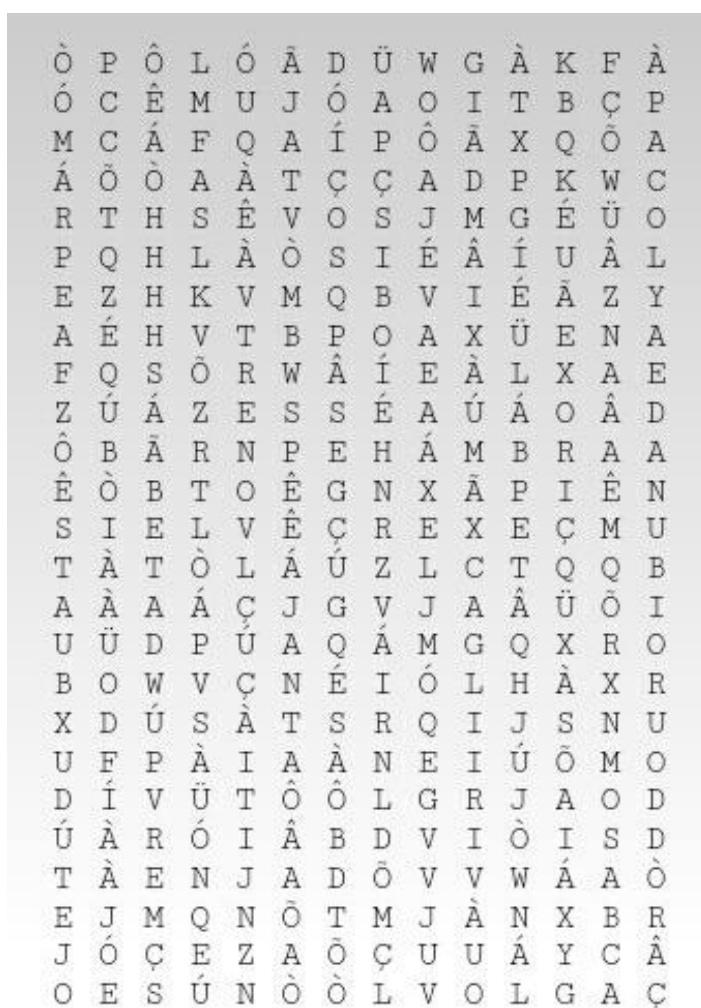 Ò P Ô L Ó Ã D Ü W G À K F À
Ó C Ê M U J Ó A O I T B Ç P
M C Á F Q A Í P Ô Ã X Q Õ A
Á Õ Ò A À T Ç Ç A D P K W C
R T H S Ê V O S J M G É Ü O
P Q H L À Ò S I É Â Í U Â L
E Z H K V M Q B V I É Ã Z Y
A É H V T B P O A X Ü E N A
F Q S Õ R W Â Í E À L X A E
Z Ú Á Z E S S É A Ú Á O Â D
Ô B Ã R N P E H Á M B R A A
Ê Ò B T O Ê G N X Ã P I Ê N
S I E L V Ê Ç R E X E Ç M U
T À T Ò L Á Ú Z L C T Q Q B
A À A Á Ç J G V J A Â Ü Õ I
U Ü D P Ú A Q Á M G Q X R O
B O W V Ç N É I Ó L H À X R
X D Ú S À T S R Q I J S N U
U F P À I A À N E I Ú Õ M O
D Í V Ü T Ô Ô L G R J A O D
Ú À R Ó I Â B D V I Ò I S D
T À E N J A D Õ V V W Á A Ò
E J M Q N Õ T M J À N X B R
J Ó Ç E Z A Õ Ç U U Á Y C Â
O E S Ú N Ò Ò L V O L G A C